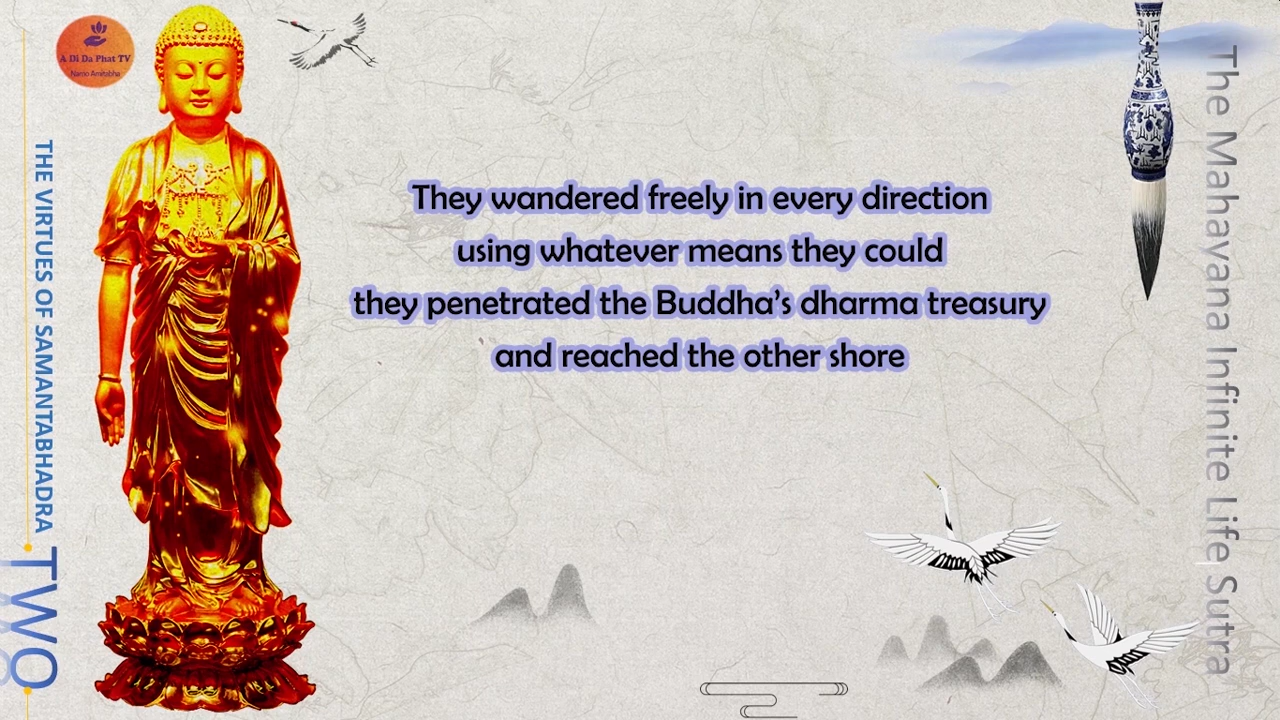 A Di Da Phat TV
Namo Amitabha
THE VIRTUES OF SAMANTABHADRA
TWO
They wandered freely in every direction
using whatever means they could
they penetrated the Buddha's dharma treasury
and reached the other shore
The Mahayana Infinite Life Sutra